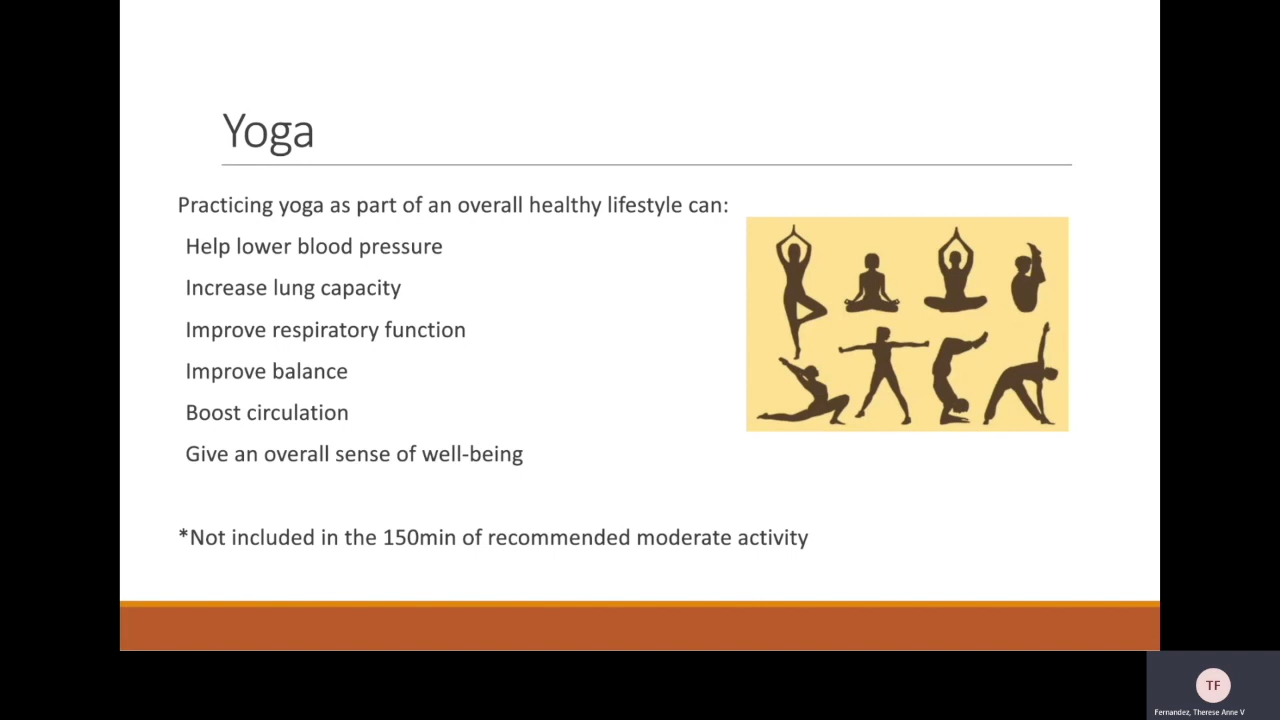 Yoga
Practicing yoga as part of an overall healthy lifestyle can:
Help lower blood pressure
Increase lung capacity
Improve respiratory function
Improve balance
Boost circulation
Give an overall sense of well-being
*Not included in the 150min of recommended moderate activity
TF
Fernandez, Therese Anne V